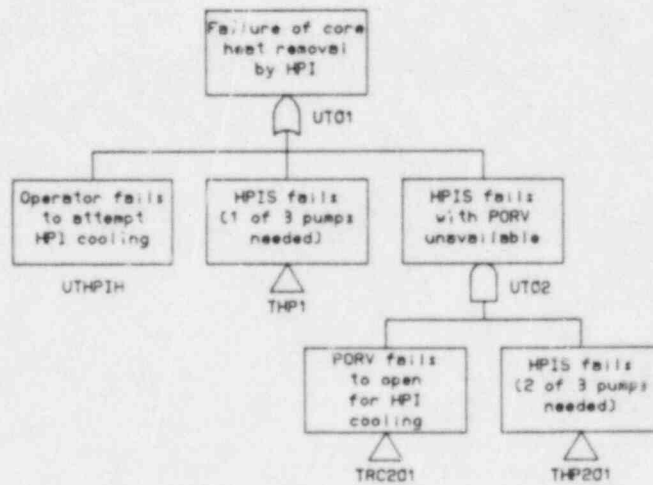 Failure of core
heat removal
by HPI
UT01
Operator fails
to attempt
HPI cooling
UTHPIH
HPIS fails
(1 of 3 pumps
needed)
THP1
HPIS fails
with PORV
unavailable
UT02
PORV fails
to open
for HPI
cooling
TRC201
HPIS fails
(2 of 3 pumps
needed)
THP201